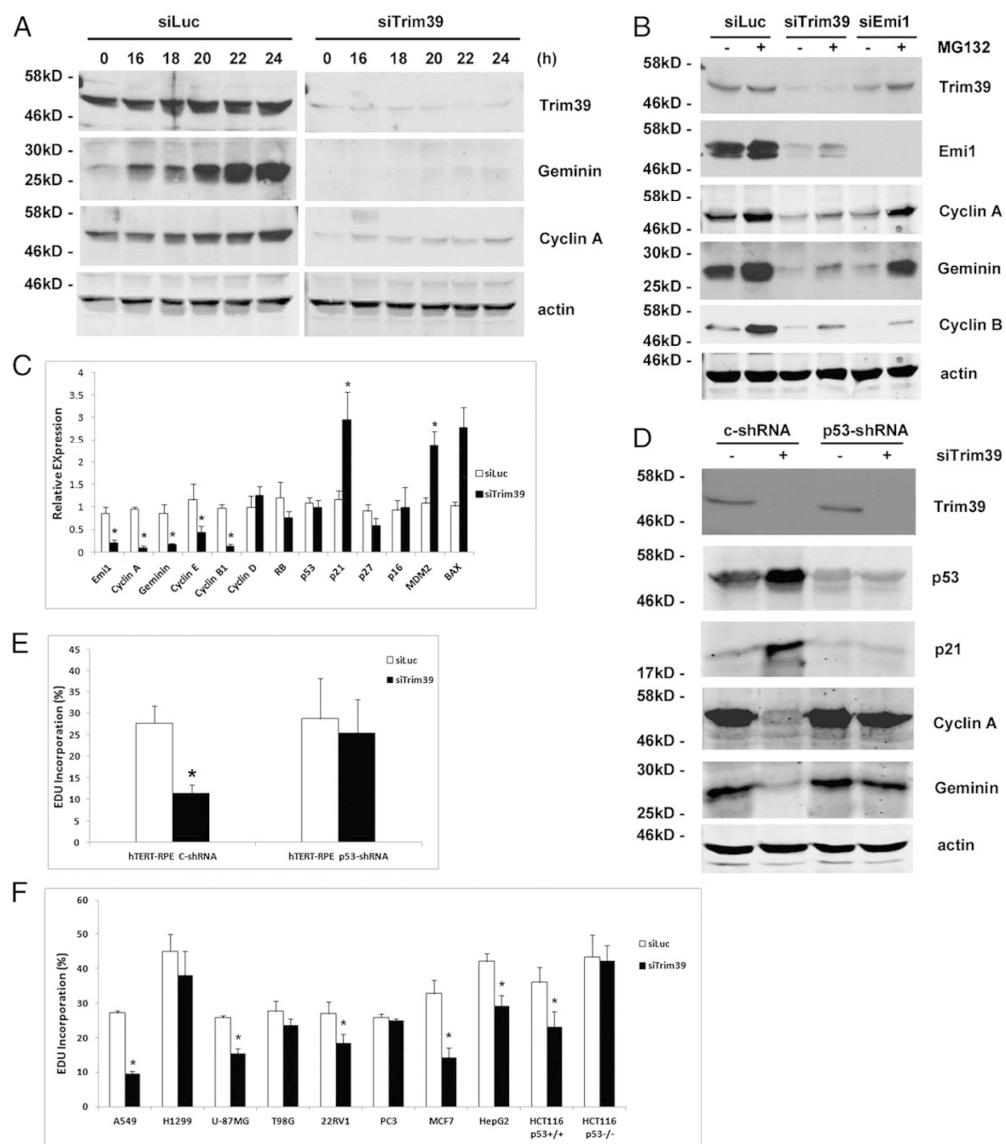 A
siLuc
siTrim39
0 16 18 20 22 24
0 16 18 20 22 24 (h)
58kD -
46kD -
Trim39
30kD -
25kD -
Geminin
58kD -
46kD -
Cyclin A
46kD -
actin
B
siLuc siTrim39 siEmi1
- + - + - + MG132
58kD -
46kD -
Trim39
58kD -
46kD -
Emi1
58kD -
46kD -
Cyclin A
30kD -
25kD -
Geminin
58kD -
46kD -
Cyclin B
46kD -
actin
C
Relative EXpression
4
3.5
3
2.5
2
1.5
1
0.5
0
siLuc
siTrim39
* * * * * * *
Emi1 Cyclin A Geminin Cyclin E Cyclin B1 Cyclin D RB p53 p21 p27 p16 MDM2 BAX
D
c-shRNA p53-shRNA
- + - + siTrim39
58kD -
46kD -
Trim39
58kD -
46kD -
p53
17kD -
p21
58kD -
46kD -
Cyclin A
30kD -
25kD -
Geminin
46kD -
actin
E
EDU Incorporation (%)
45
40
35
30
25
20
15
10
5
0
siLuc
siTrim39
*
hTERT-RPE C-shRNA
hTERT-RPE p53-shRNA
F
EDU Incorporation (%)
60
50
40
30
20
10
0
siLuc
siTrim39
* * * * * *
A549 H1299 U-87MG T98G 22RV1 PC3 MCF7 HepG2 HCT116 HCT116
p53+/+ p53-/-